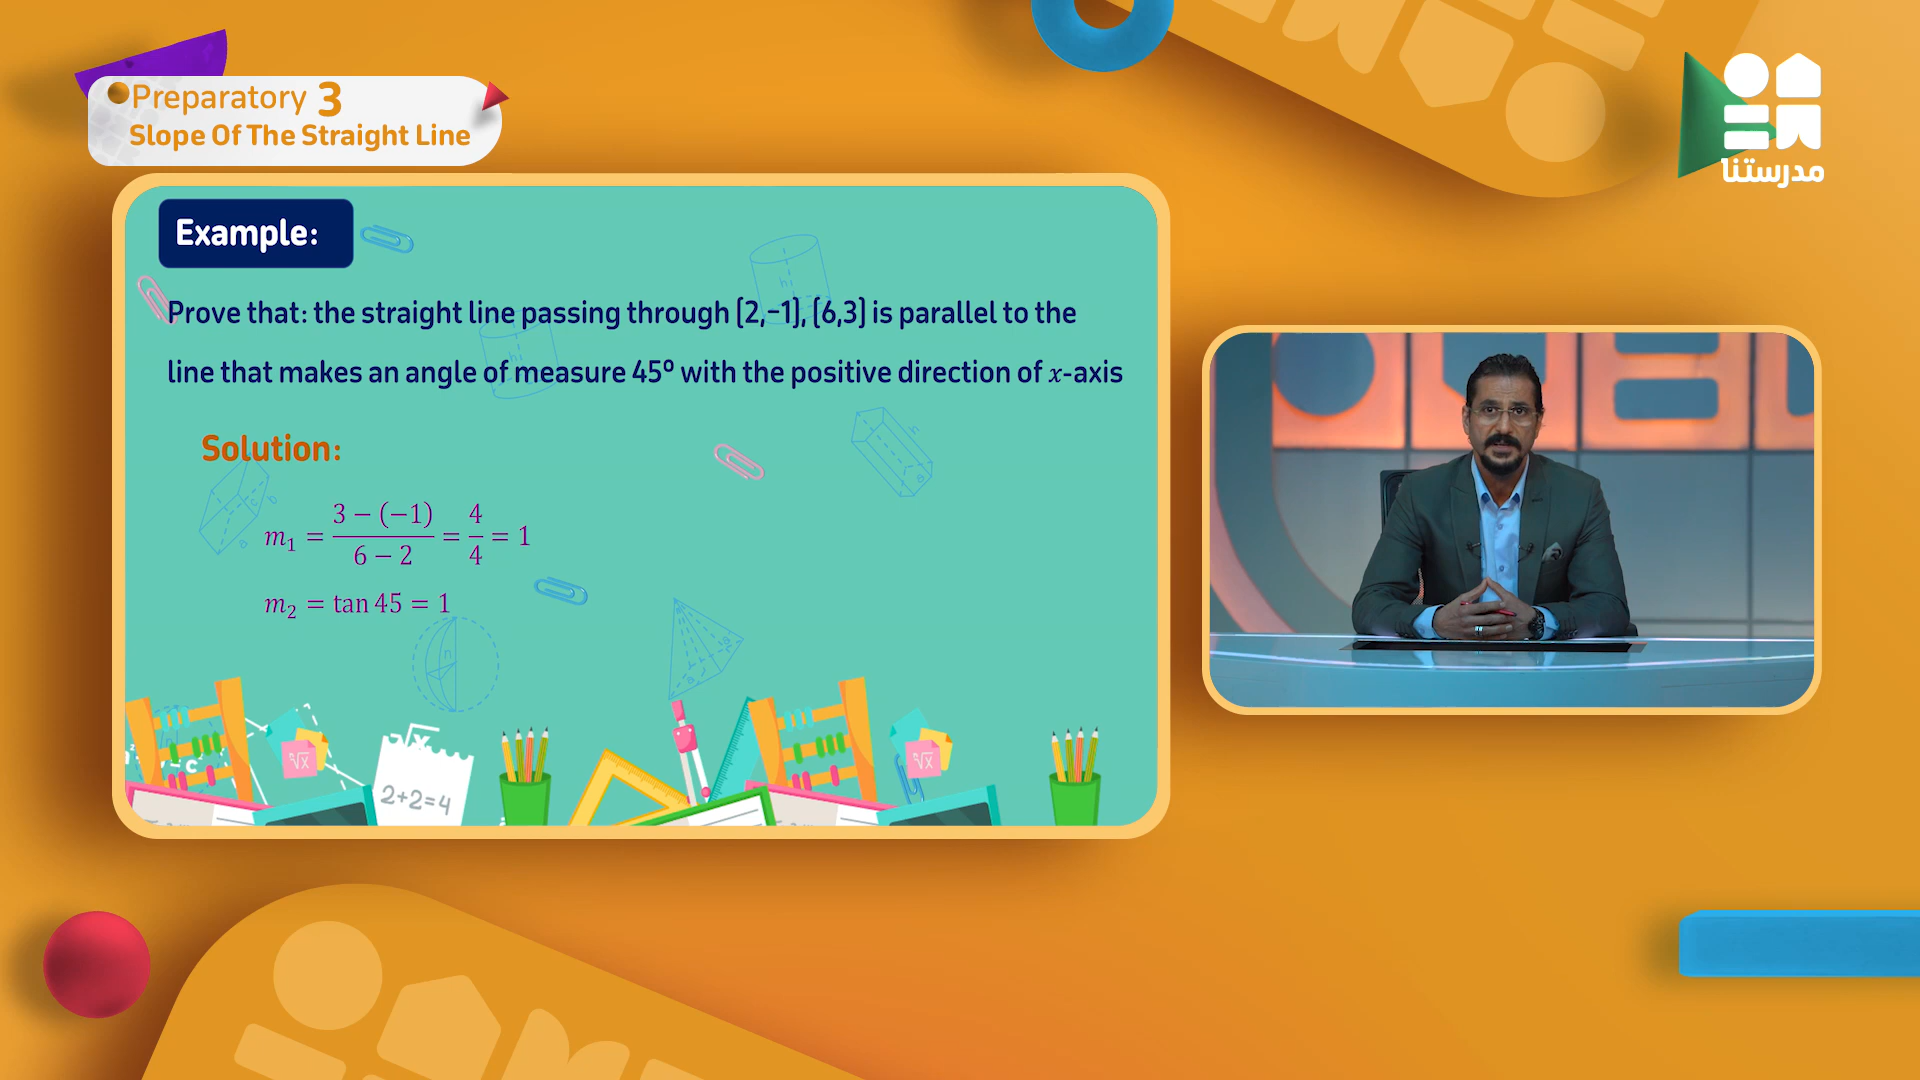 Preparatory 3
Slope Of The Straight Line
مدرستنا
Example:
Prove that: the straight line passing through (2,−1), (6,3) is parallel to the
line that makes an angle of measure 45º with the positive direction of x-axis
Solution:
m₁ = 3 − (−1) / 6 − 2 = 4/4 = 1
m₂ = tan 45 = 1
√x
2+2=4
√x